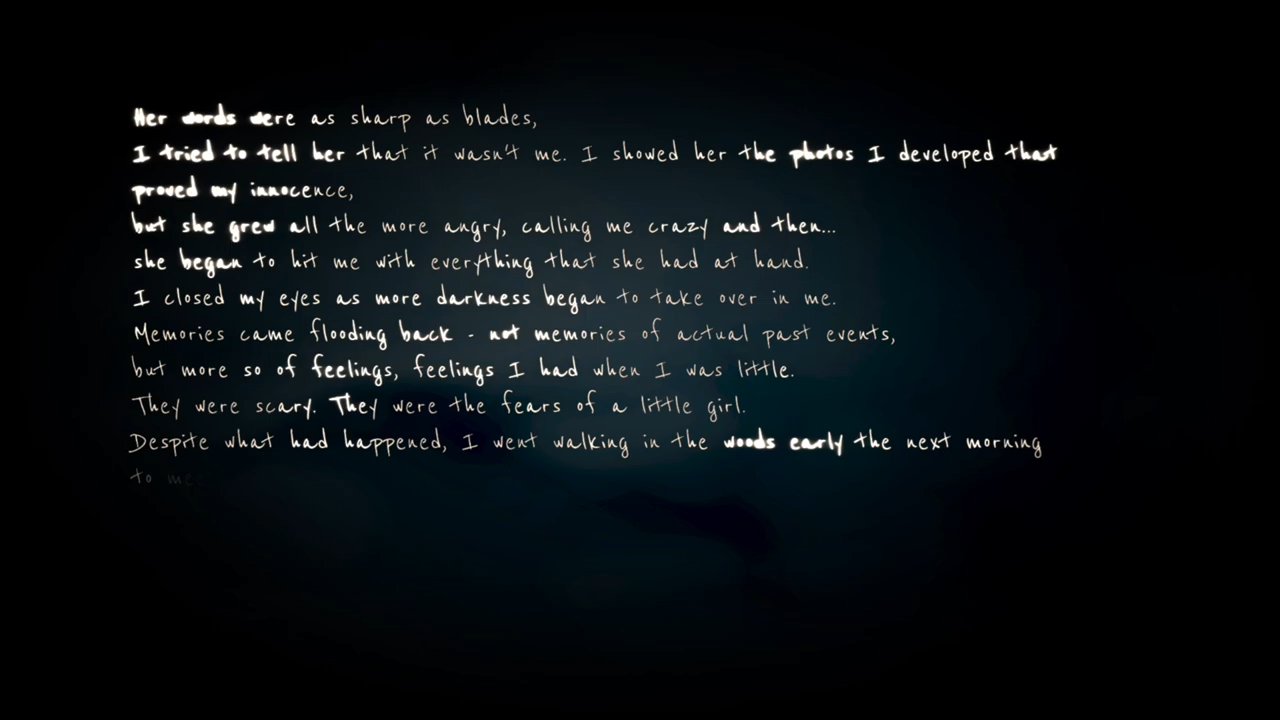 Her words were as sharp as blades,
I tried to tell her that it wasn't me. I showed her the photos I developed that
proved my innocence,
but she grew all the more angry, calling me crazy and then...
she began to hit me with everything that she had at hand.
I closed my eyes as more darkness began to take over in me.
Memories came flooding back - not memories of actual past events,
but more so of feelings, feelings I had when I was little.
They were scary. They were the fears of a little girl.
Despite what had happened, I went walking in the woods early the next morning
to